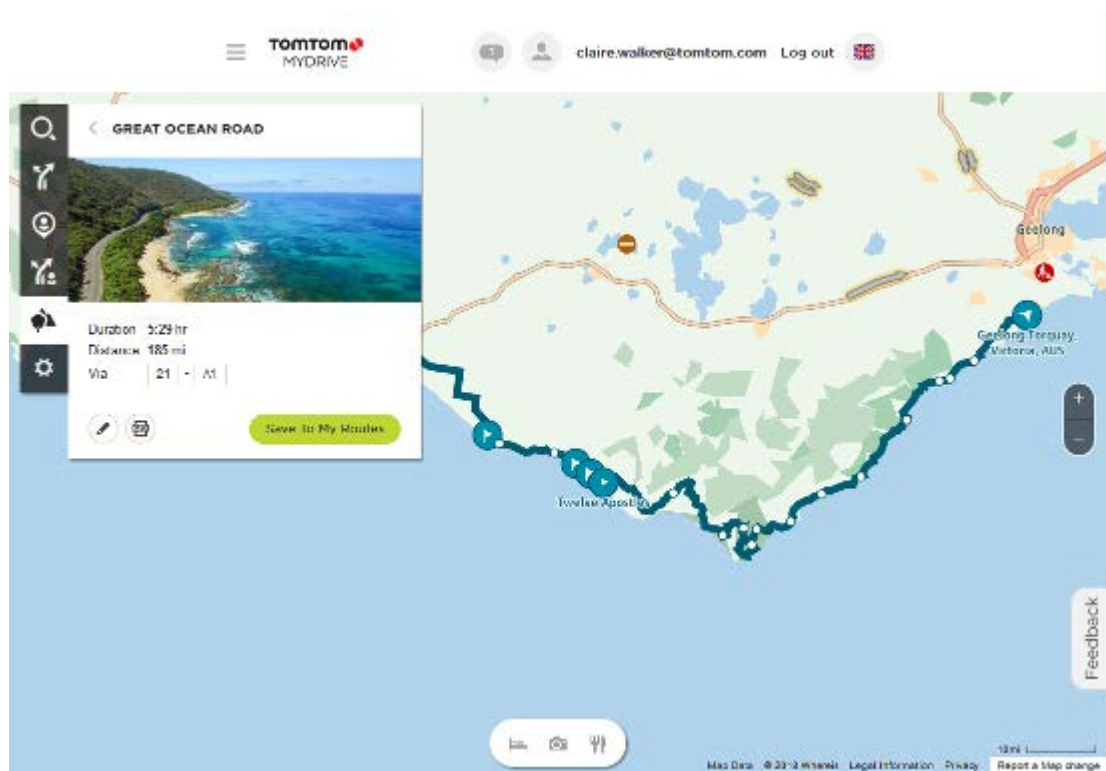 TOMTOM
MYDRIVE
claire.walker@tomtom.com Log out
GREAT OCEAN ROAD
Duration 5:29 hr
Distance 185 mi
Via 21 - A1
Save To My Routes
Geelong
Geelong Torquay,
Victoria, AUS
Twelve Apostles
+
-
Feedback
10mi
Map Data © 2018 Whereis Legal Information Privacy Report a Map change